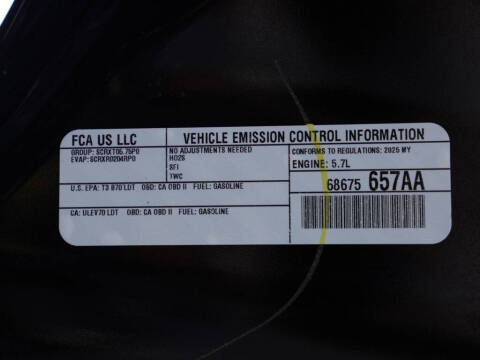 FCA US LLC
VEHICLE EMISSION CONTROL INFORMATION
GROUP: SCRXT06.75P0
EVAP: SCRXR0204RP0
NO ADJUSTMENTS NEEDED
HO2S
SFI
TWC
CONFORMS TO REGULATIONS: 2025 MY
ENGINE: 5.7L
68675 657AA
U.S. EPA: T3 B70 LDT OBD: CA OBD II FUEL: GASOLINE
CA: ULEV70 LDT OBD: CA OBD II FUEL: GASOLINE